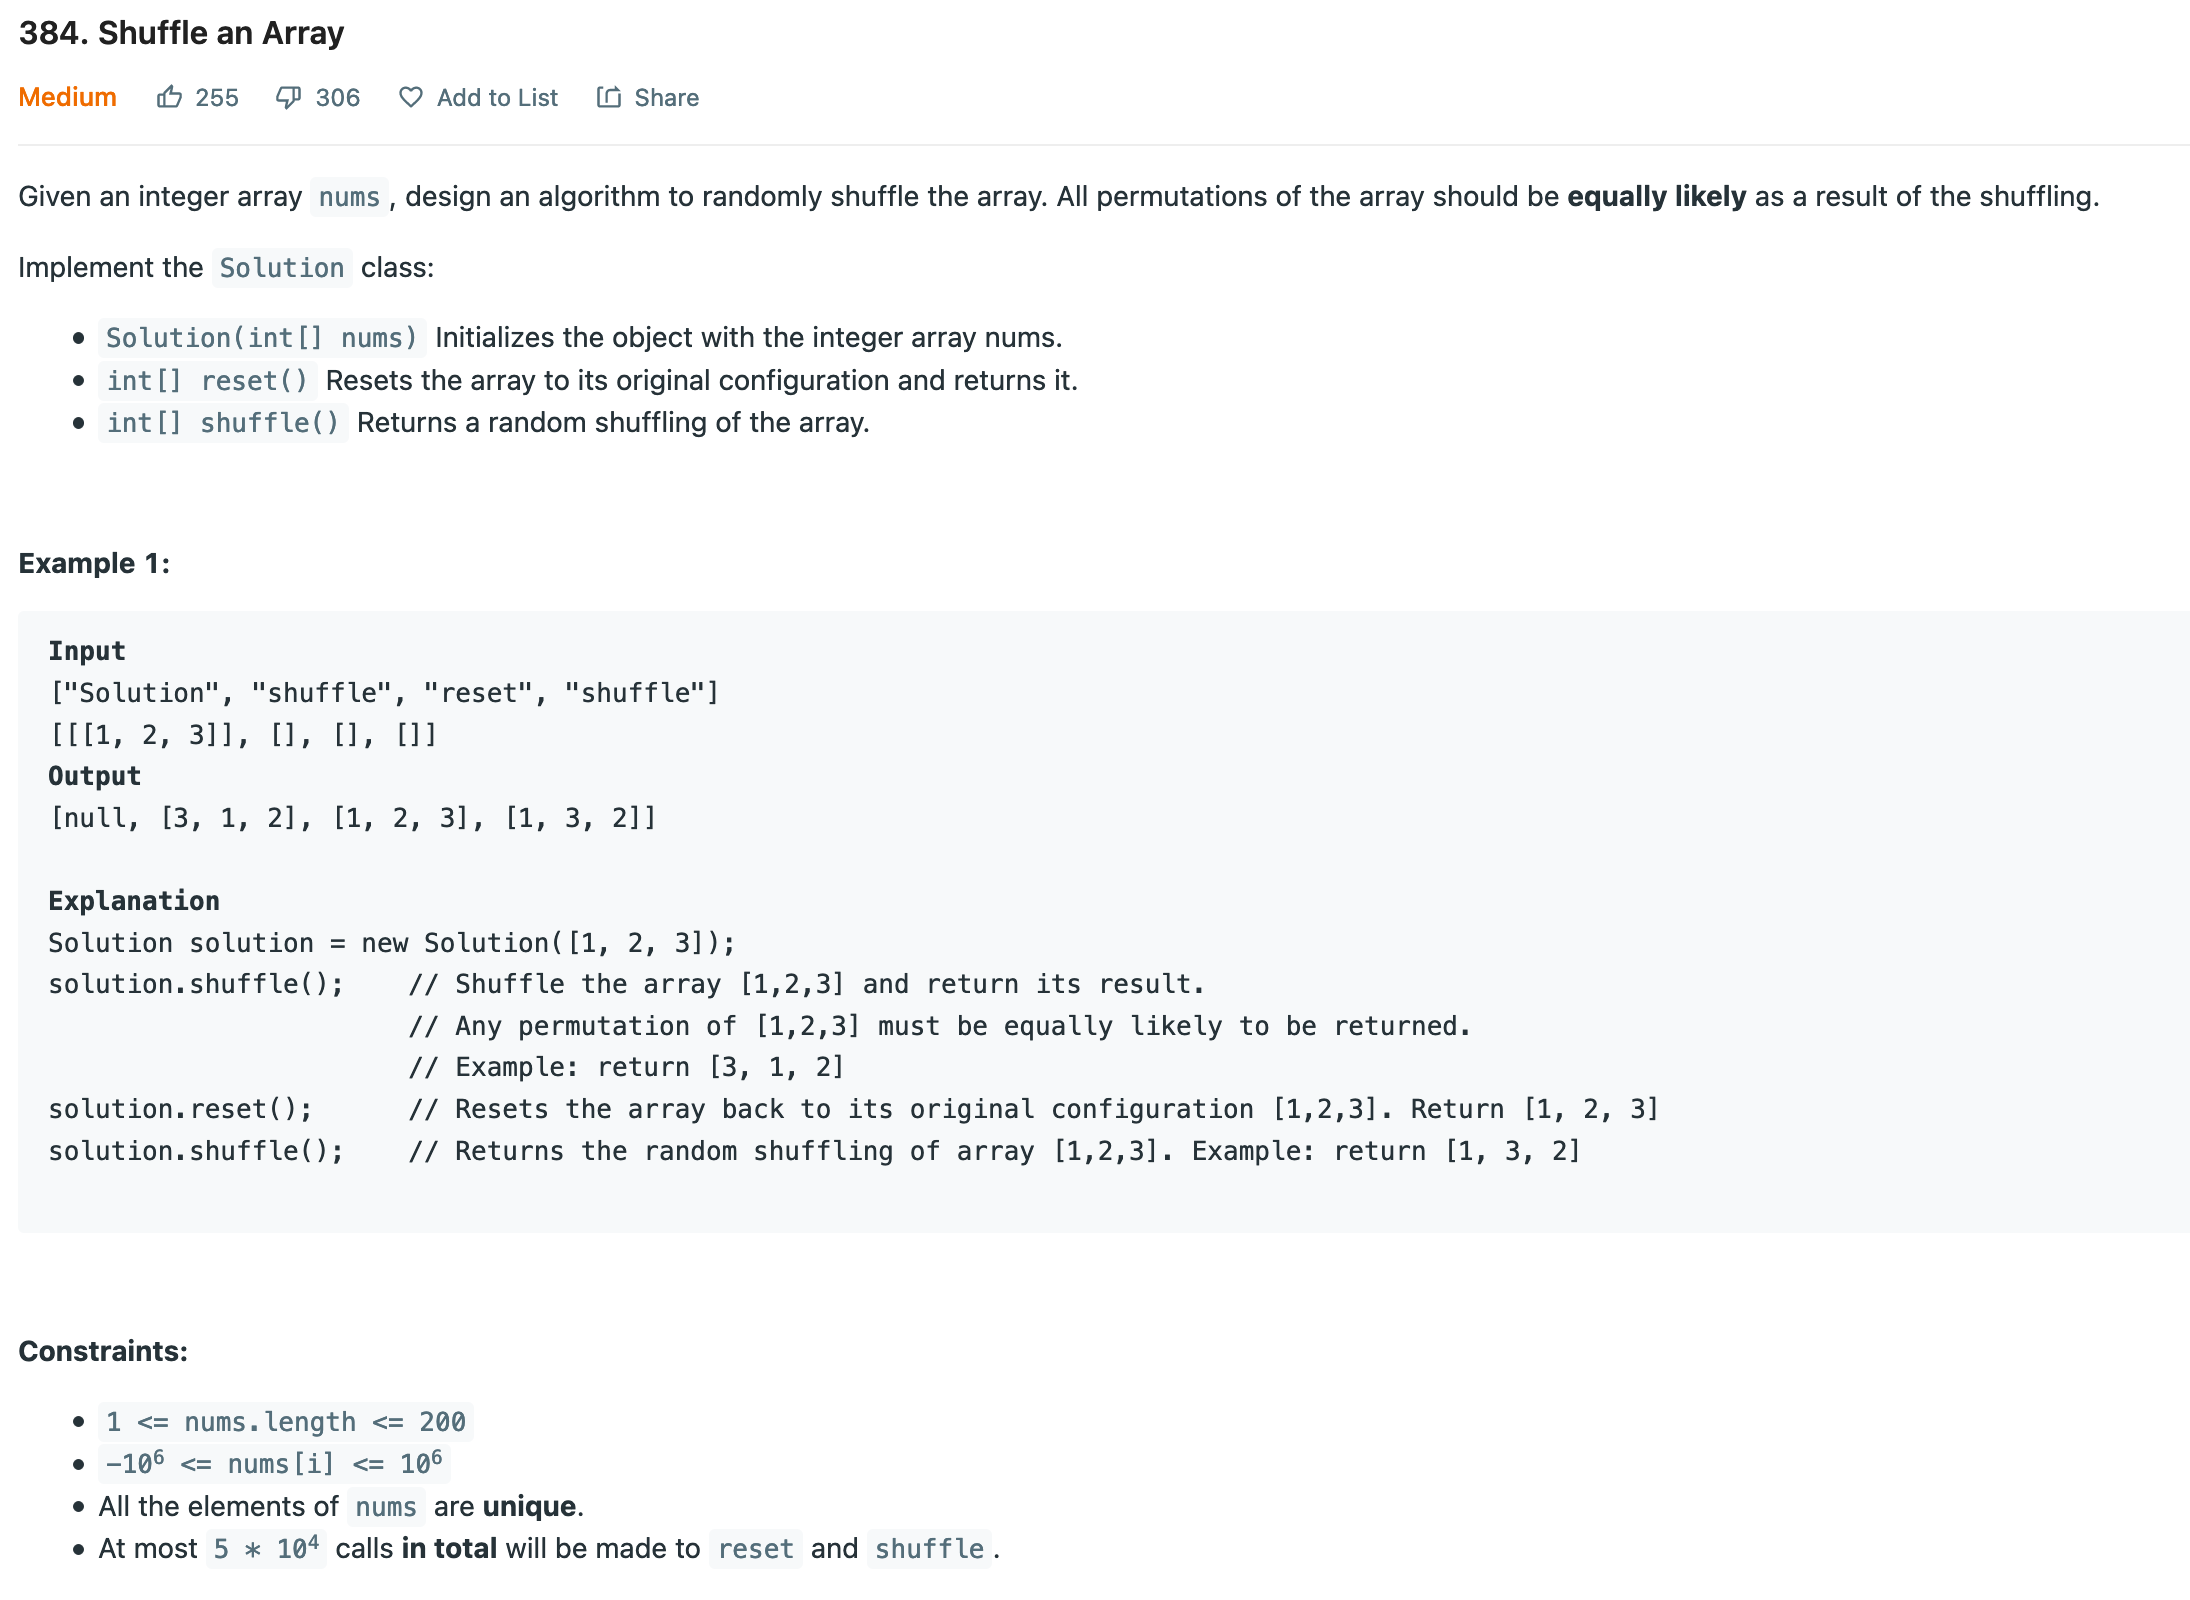 384. Shuffle an Array
Medium 255 306 Add to List Share
Given an integer array nums, design an algorithm to randomly shuffle the array. All permutations of the array should be equally likely as a result of the shuffling.
Implement the Solution class:
• Solution(int[] nums) Initializes the object with the integer array nums.
• int[] reset() Resets the array to its original configuration and returns it.
• int[] shuffle() Returns a random shuffling of the array.
Example 1:
Input
["Solution", "shuffle", "reset", "shuffle"]
[[[1, 2, 3]], [], [], []]
Output
[null, [3, 1, 2], [1, 2, 3], [1, 3, 2]]
Explanation
Solution solution = new Solution([1, 2, 3]);
solution.shuffle();    // Shuffle the array [1,2,3] and return its result.
// Any permutation of [1,2,3] must be equally likely to be returned.
// Example: return [3, 1, 2]
solution.reset();      // Resets the array back to its original configuration [1,2,3]. Return [1, 2, 3]
solution.shuffle();    // Returns the random shuffling of array [1,2,3]. Example: return [1, 3, 2]
Constraints:
• 1 <= nums.length <= 200
• -10⁶ <= nums[i] <= 10⁶
• All the elements of nums are unique.
• At most 5 * 10⁴ calls in total will be made to reset and shuffle.